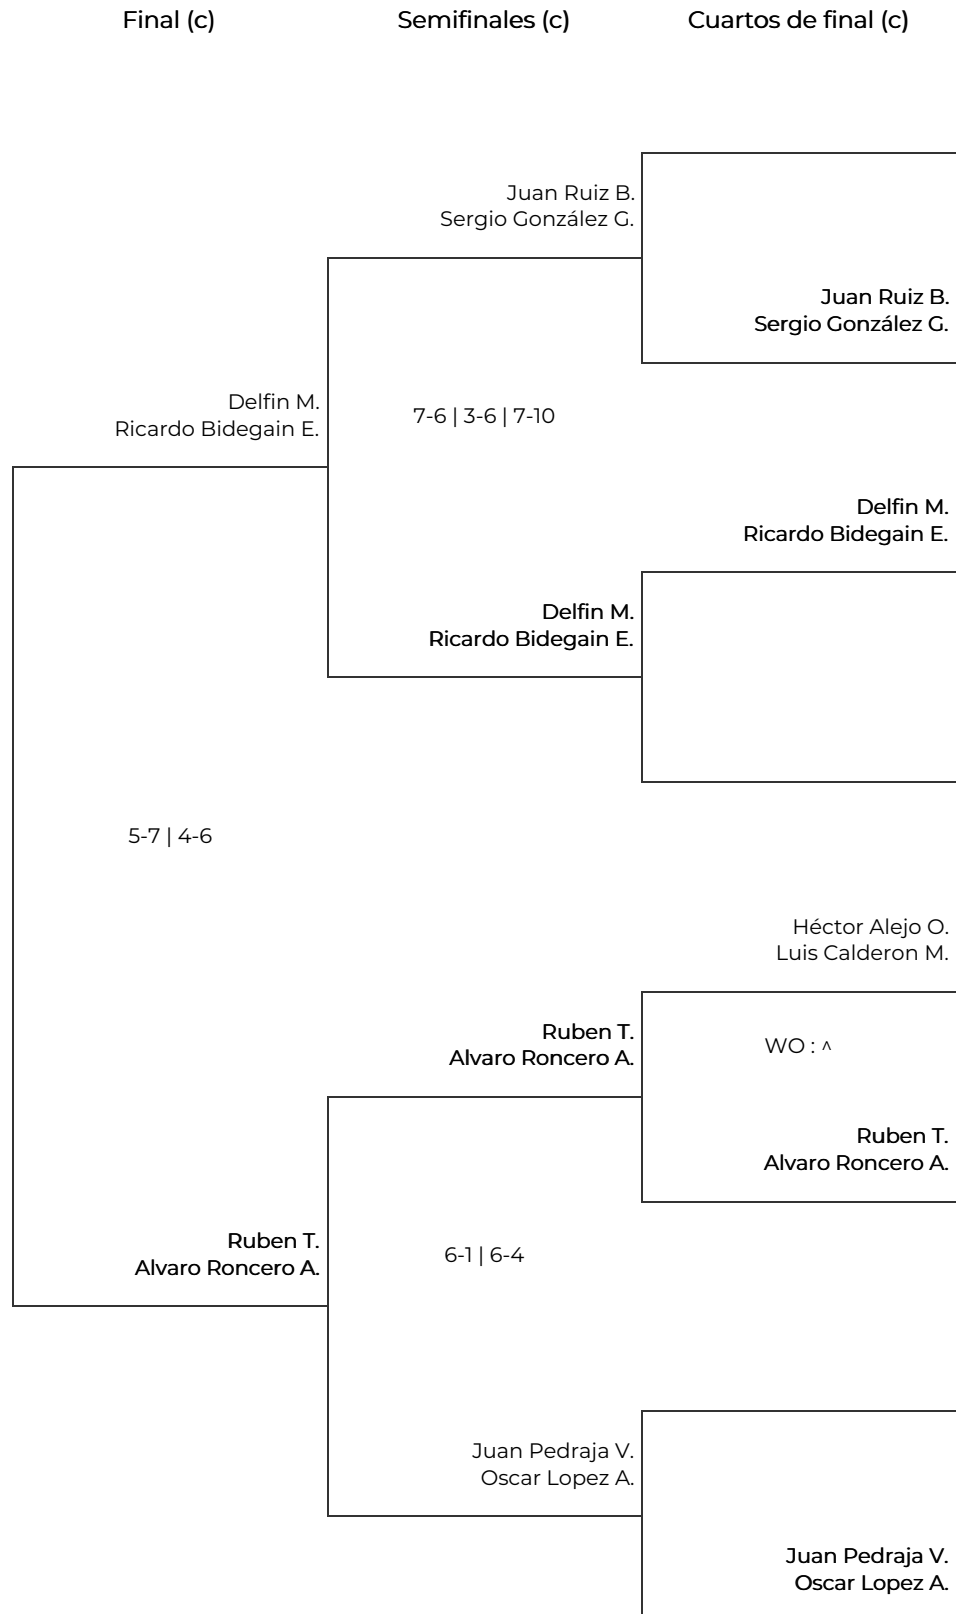 Final (c)
Semifinales (c)
Cuartos de final (c)
Juan Ruiz B.
Sergio González G.
Juan Ruiz B.
Sergio González G.
Delfin M.
Ricardo Bidegain E.
7-6 | 3-6 | 7-10
Delfin M.
Ricardo Bidegain E.
Delfin M.
Ricardo Bidegain E.
5-7 | 4-6
Héctor Alejo O.
Luis Calderon M.
Ruben T.
Alvaro Roncero A.
WO : ^
Ruben T.
Alvaro Roncero A.
Ruben T.
Alvaro Roncero A.
6-1 | 6-4
Juan Pedraja V.
Oscar Lopez A.
Juan Pedraja V.
Oscar Lopez A.